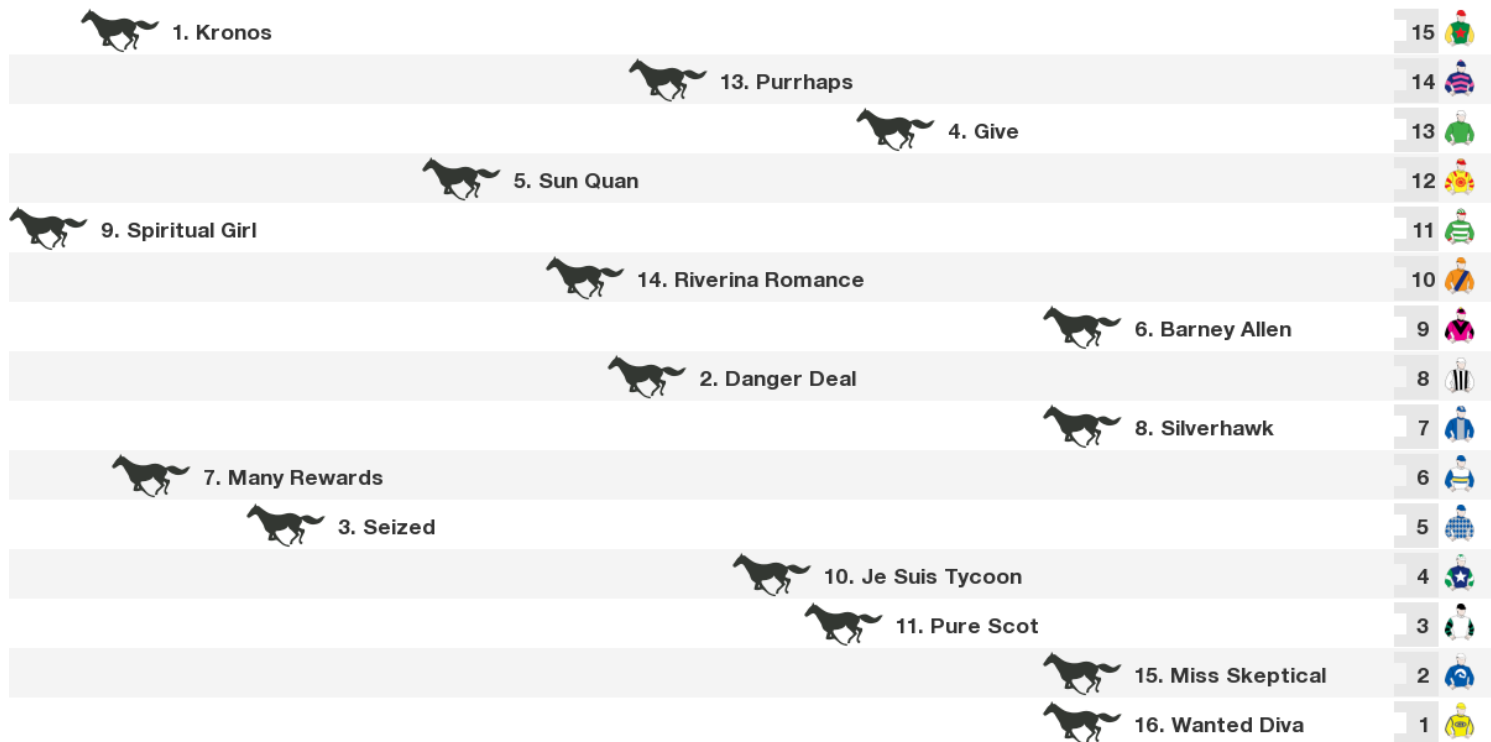 1. Kronos 15
13. Purrhaps 14
4. Give 13
5. Sun Quan 12
9. Spiritual Girl 11
14. Riverina Romance 10
6. Barney Allen 9
2. Danger Deal 8
8. Silverhawk 7
7. Many Rewards 6
3. Seized 5
10. Je Suis Tycoon 4
11. Pure Scot 3
15. Miss Skeptical 2
16. Wanted Diva 1